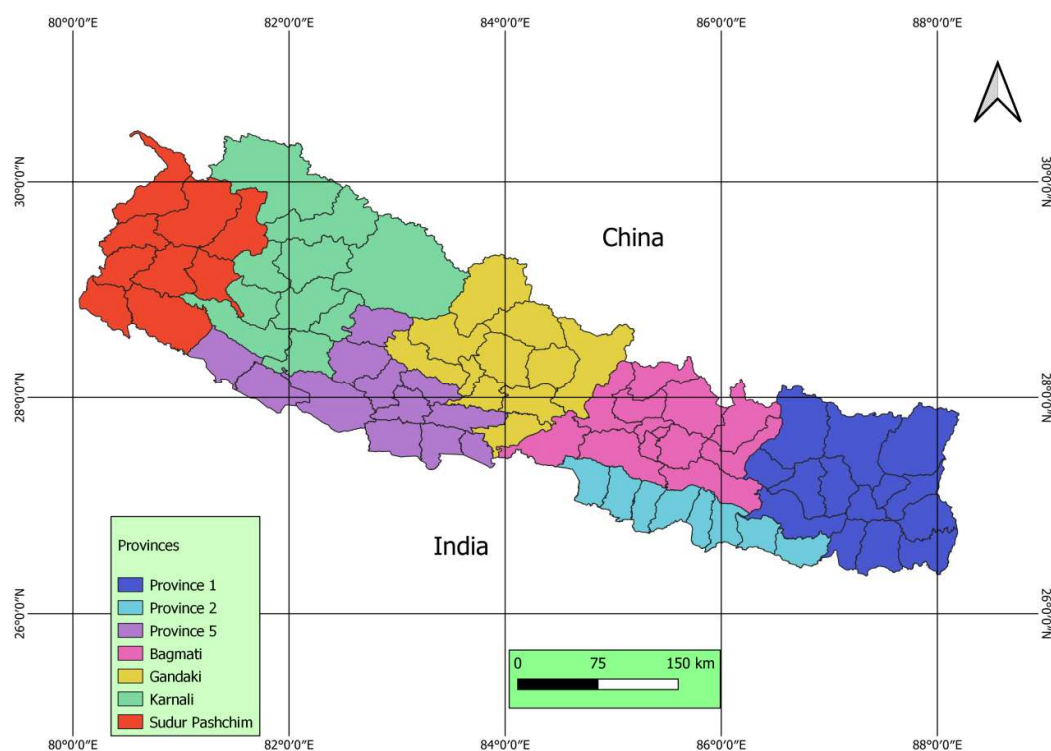 80°0'0"E 82°0'0"E 84°0'0"E 86°0'0"E 88°0'0"E
30°0'0"N 30°0'0"N
China
28°0'0"N 28°0'0"N
India
Provinces
Province 1
Province 2
Province 5
Bagmati
Gandaki
Karnali
Sudur Pashchim
26°0'0"N 26°0'0"N
0 75 150 km
80°0'0"E 82°0'0"E 84°0'0"E 86°0'0"E 88°0'0"E